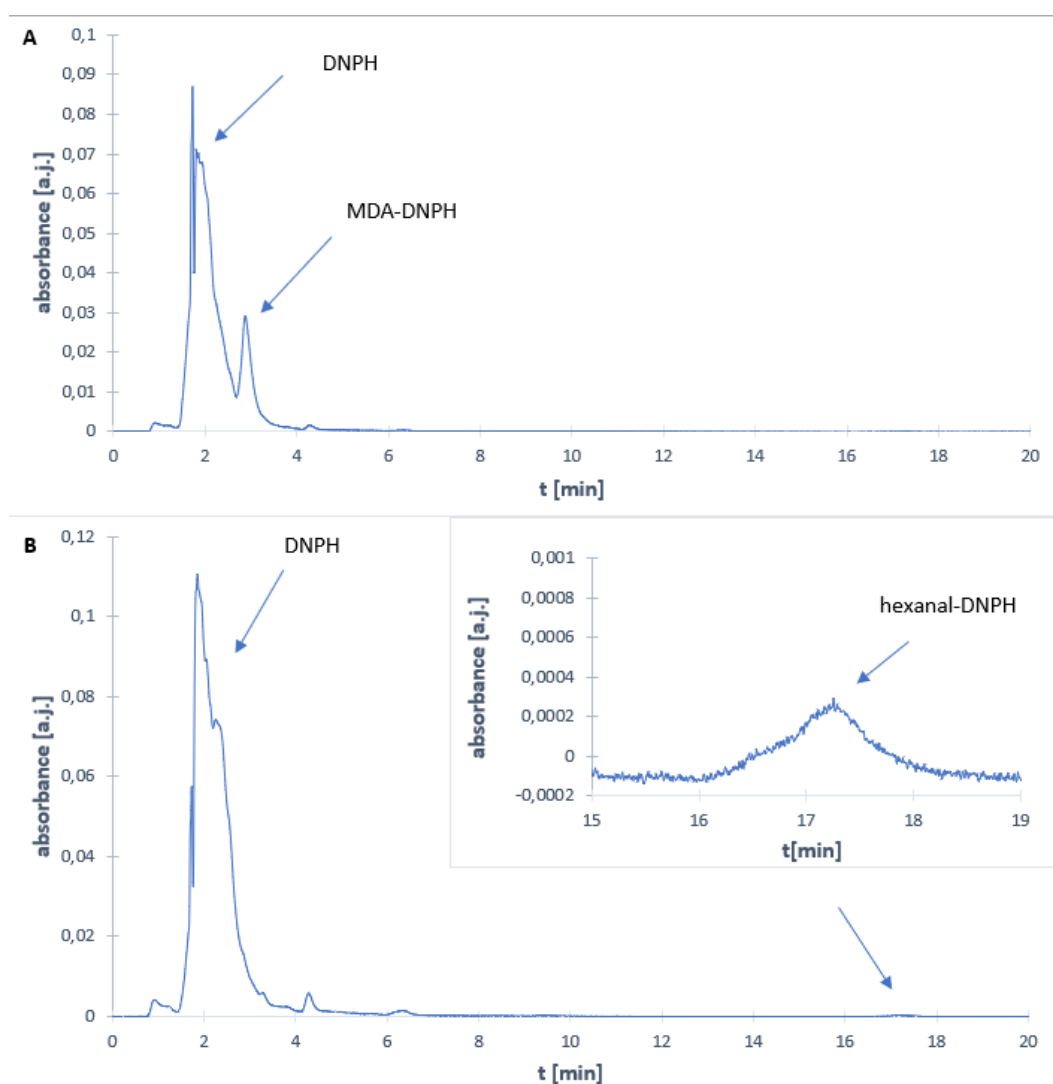 A
0,1
DNPH
0,09
0,08
0,07
MDA-DNPH
0,06
0,05
0,04
0,03
0,02
0,01
0
absorbance [a.j.]
0 2 4 6 8 10 12 14 16 18 20
t [min]
B
0,12
DNPH
0,1
0,08
0,06
0,04
0,02
0
absorbance [a.j.]
0 2 4 6 8 10 12 14 16 18 20
t [min]
0,001
0,0008
hexanal-DNPH
0,0006
0,0004
0,0002
0
-0,0002
absorbance [a.j.]
15 16 17 18 19
t[min]